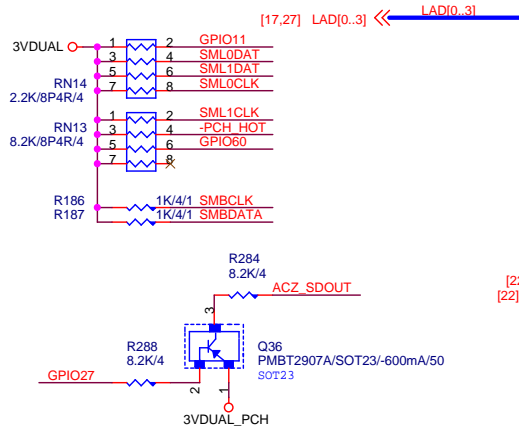 [17,27] LAD[0..3] LAD[0..3]
3VDUAL 1 2 GPIO11
3 4 SML0DAT
5 6 SML1DAT
RN14 7 8 SML0CLK
2.2K/8P4R/4
1 2 SML1CLK
RN13 3 4 -PCH_HOT
8.2K/8P4R/4 5 6 GPIO60
7 8
R186 1K/4/1 SMBCLK
R187 1K/4/1 SMBDATA
R284
8.2K/4
ACZ_SDOUT
[22]
3
R288 Q36
8.2K/4 PMBT2907A/SOT23/-600mA/50
SOT23
GPIO27
2 1
3VDUAL_PCH